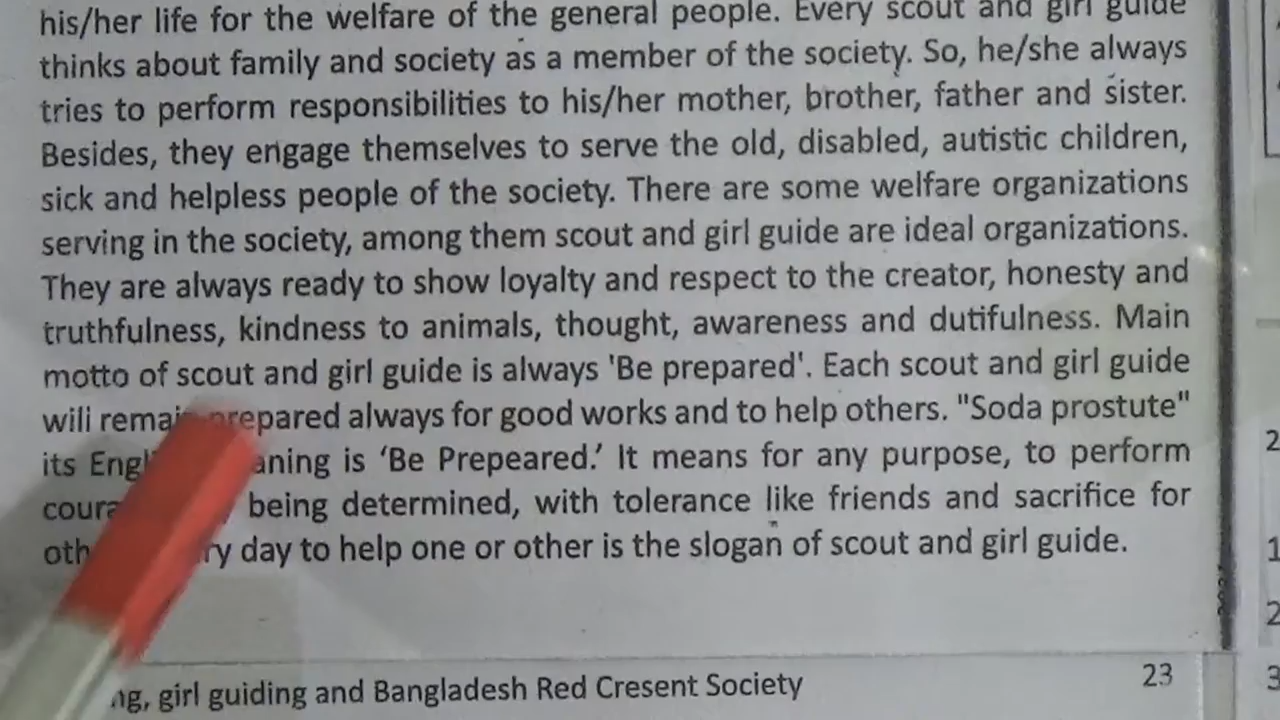 his/her life for the welfare of the general people. Every scout and girl guide
thinks about family and society as a member of the society. So, he/she always
tries to perform responsibilities to his/her mother, brother, father and sister.
Besides, they engage themselves to serve the old, disabled, autistic children,
sick and helpless people of the society. There are some welfare organizations
serving in the society, among them scout and girl guide are ideal organizations.
They are always ready to show loyalty and respect to the creator, honesty and
truthfulness, kindness to animals, thought, awareness and dutifulness. Main
motto of scout and girl guide is always 'Be prepared'. Each scout and girl guide
will prepared always for good works and to help others. "Soda prostute"
its is ‘Be Prepeared.’ It means for any purpose, to perform
being determined, with tolerance like friends and sacrifice for
day to help one or other is the slogan of scout and girl guide.
girl guiding and Bangladesh Red Cresent Society 23
2
1
2
3